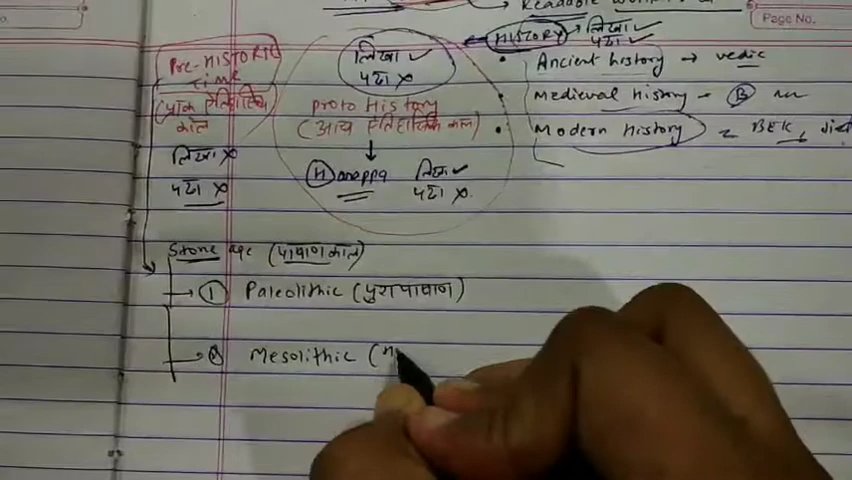 Readable
Page No.
HISTORY → लिखा ✓
पढा ✓
Pre-HISTORIC
time
(प्राक ऐतिहासिक
काल
लिखा ✗
पढा ✗
लिखा ✓
पढा ✗
Proto History
(आद्य ऐतिहासिक काल)
Harappa
लिखा ✓
पढा ✗
Ancient history → vedic
Medieval history - B
Modern history
Stone age (पाषाण काल)
→ 1 Paleolithic (पुरापाषाण)
→ 2 Mesolithic (म